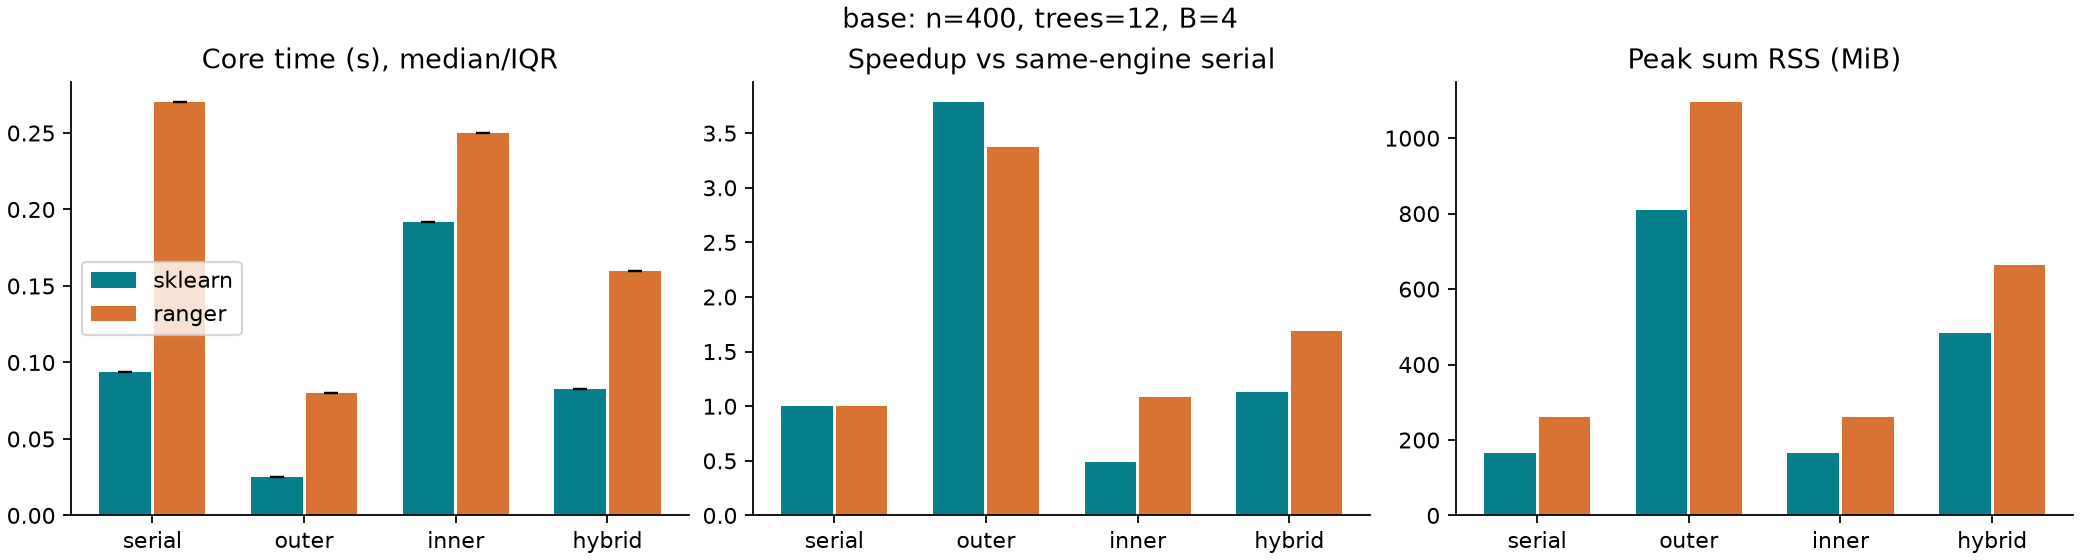 base: n=400, trees=12, B=4
Core time (s), median/IQR
0.25
0.20
0.15
0.10
0.05
0.00
sklearn
ranger
serial
outer
inner
hybrid
Speedup vs same-engine serial
3.5
3.0
2.5
2.0
1.5
1.0
0.5
0.0
serial
outer
inner
hybrid
Peak sum RSS (MiB)
1000
800
600
400
200
0
serial
outer
inner
hybrid